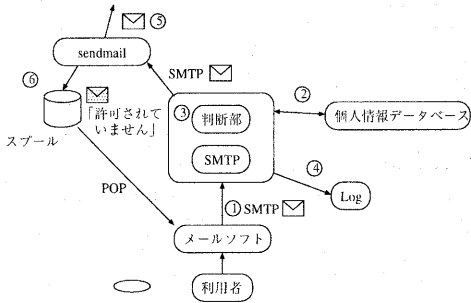 ⑤
sendmail
⑥
SMTP
②
「許可されて
いません」
③
判断部
個人情報データベース
スプール
SMTP
④
POP
Log
① SMTP
メールソフト
利用者